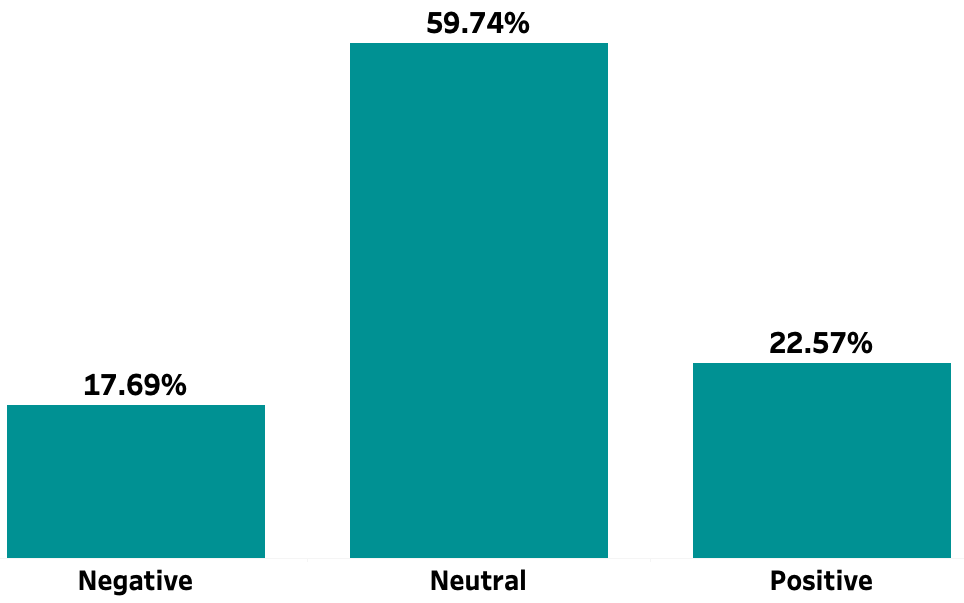 59.74%
22.57%
17.69%
Negative Neutral Positive